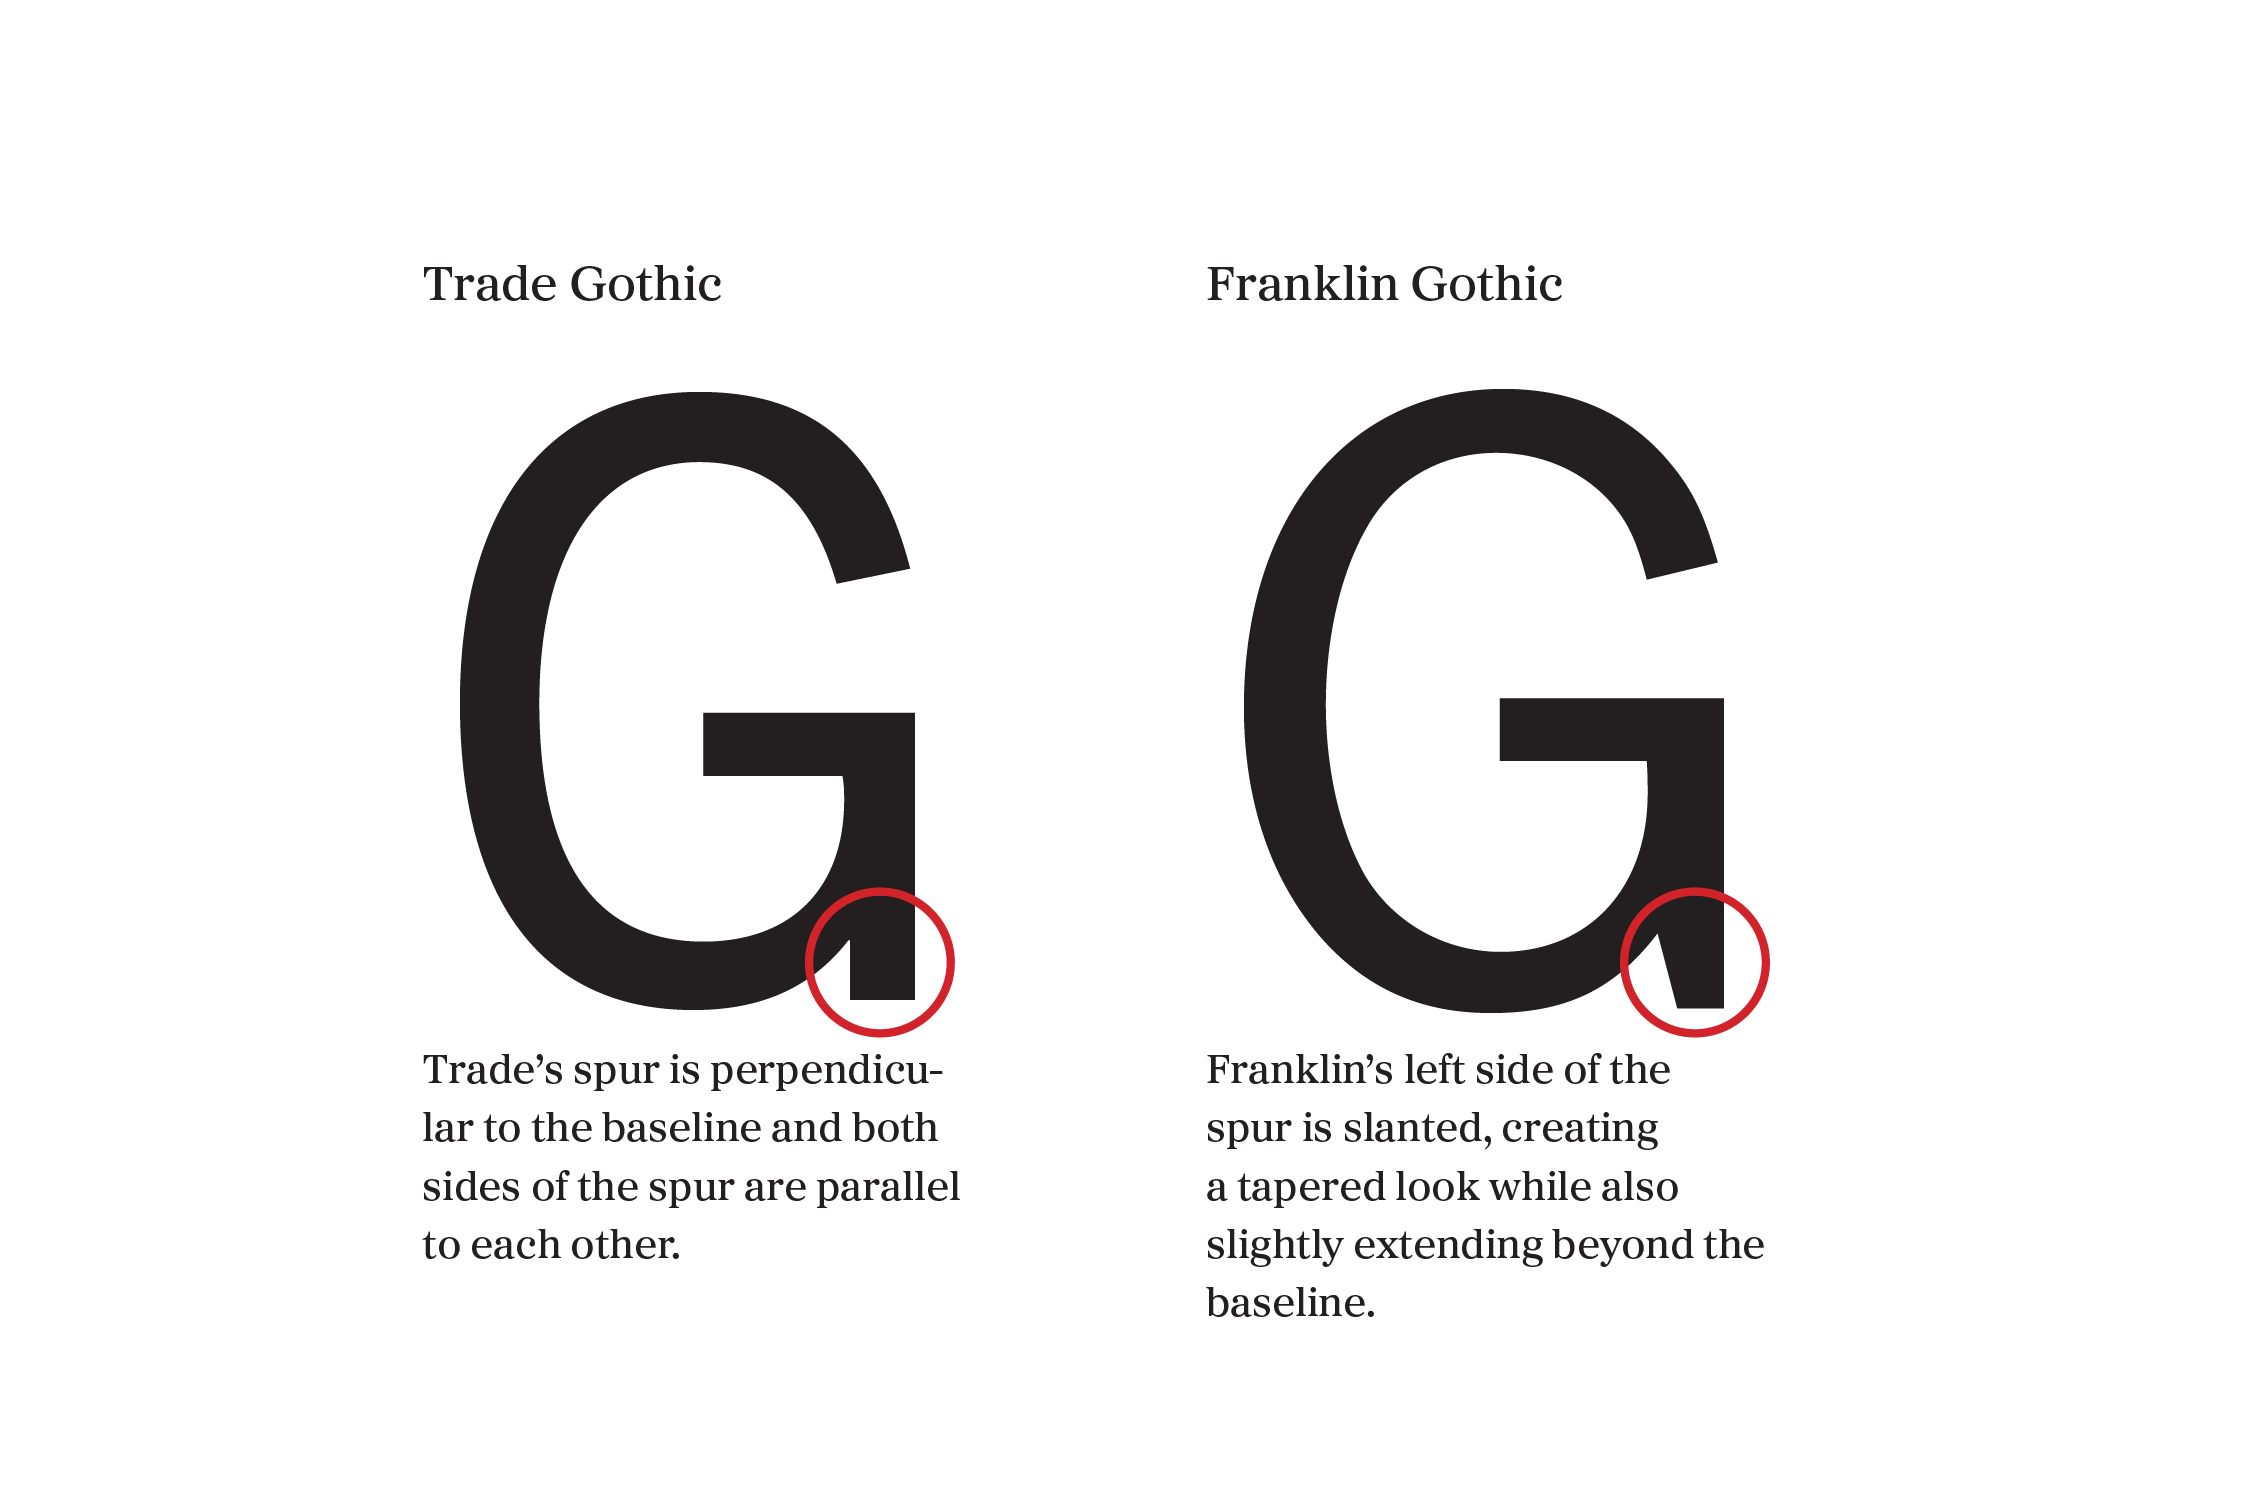 Trade Gothic
Franklin Gothic
G
G
Trade’s spur is perpendicu-
lar to the baseline and both
sides of the spur are parallel
to each other.
Franklin’s left side of the
spur is slanted, creating
a tapered look while also
slightly extending beyond the
baseline.